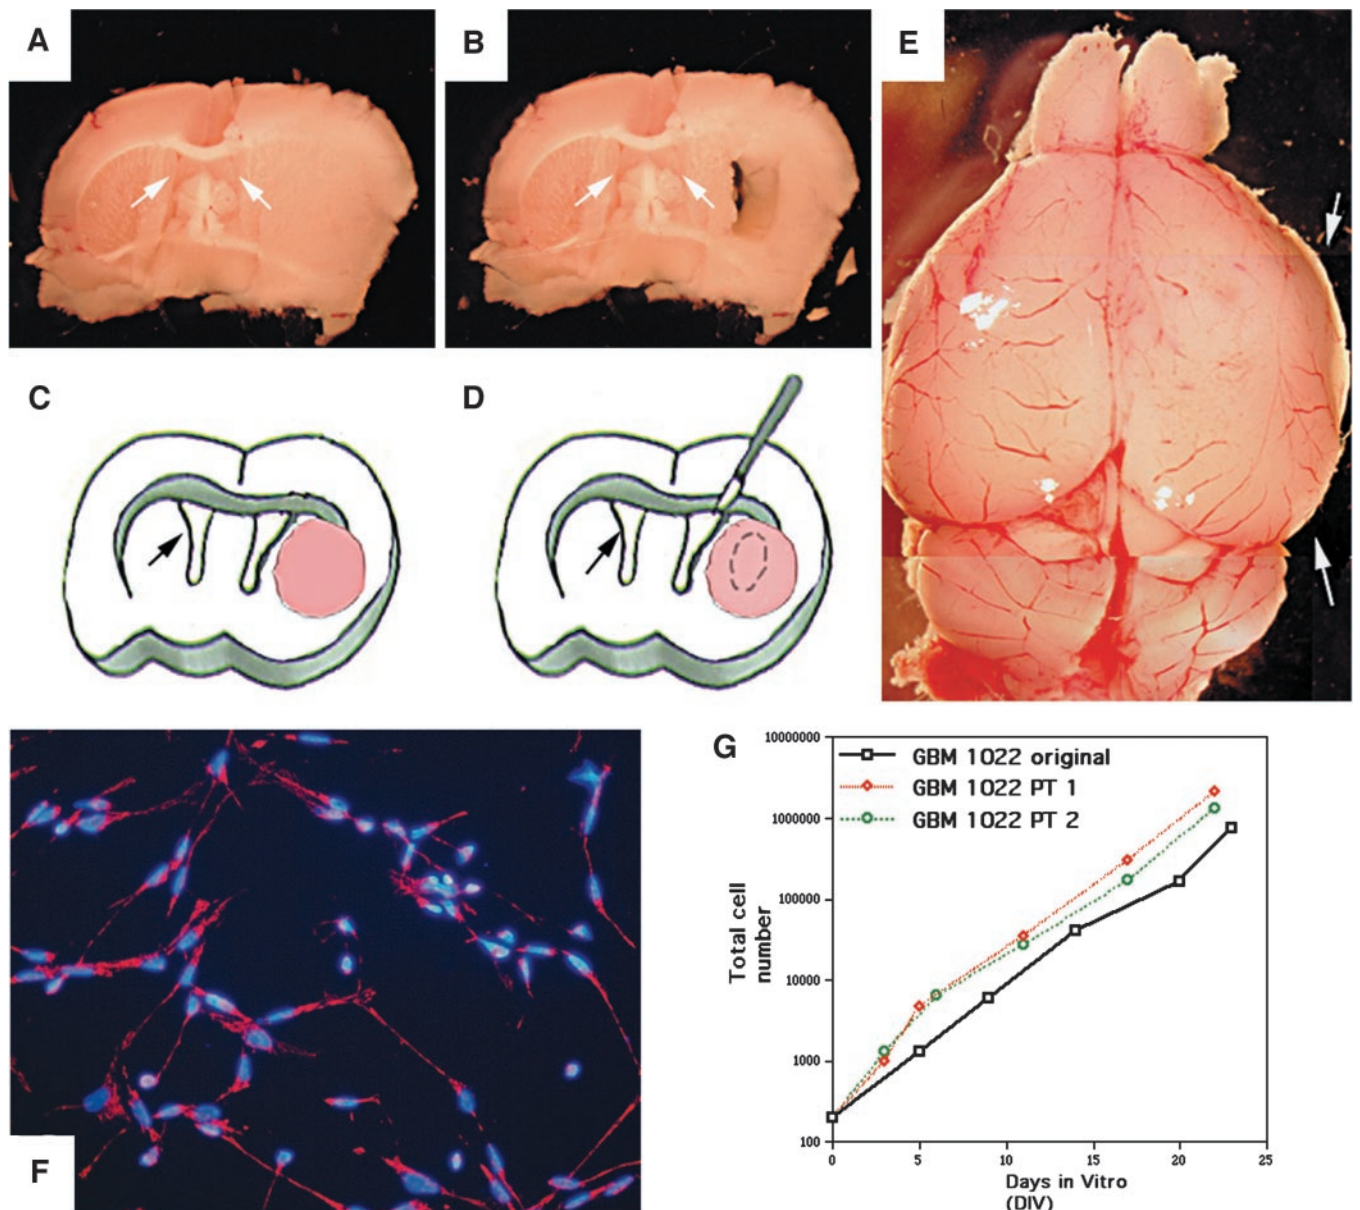 A
B
E
C
D
F
G
GBM 1022 original
GBM 1022 PT 1
GBM 1022 PT 2
10000000
1000000
100000
10000
1000
100
Total cell
number
0 5 10 15 20 25
Days in Vitro
(DIV)